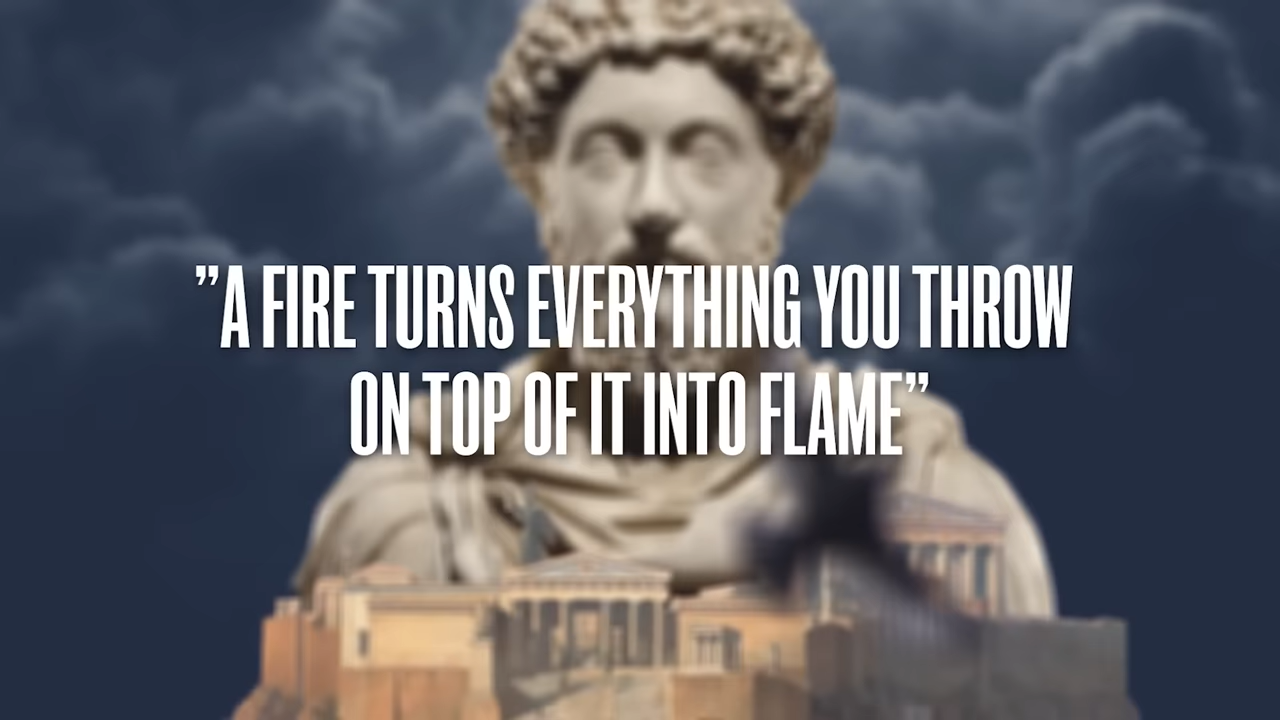 ”A FIRE TURNS EVERYTHING YOU THROW
ON TOP OF IT INTO FLAME”